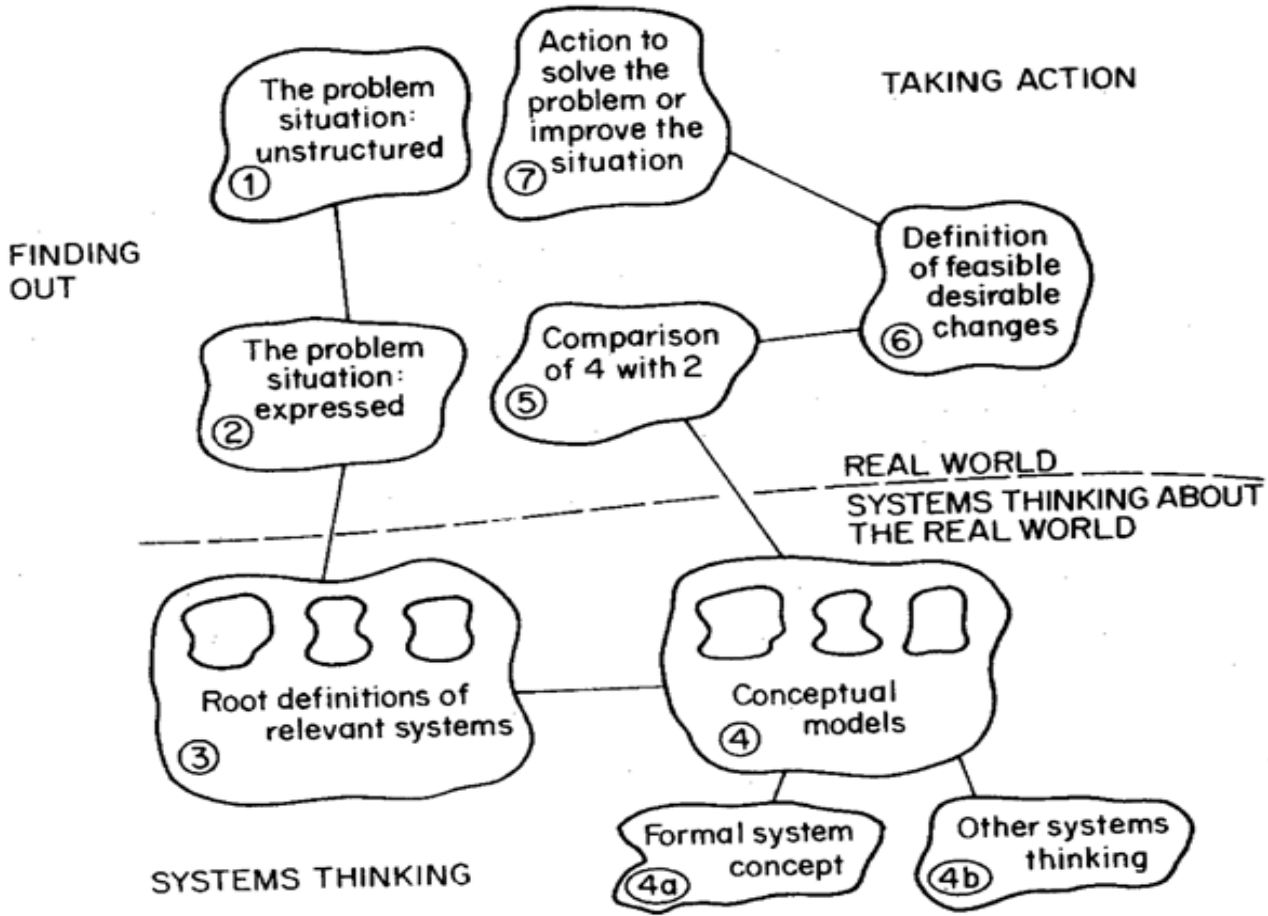 The problem
situation:
unstructured
1
Action to
solve the
problem or
improve the
situation
7
TAKING ACTION
FINDING
OUT
The problem
situation:
expressed
2
Comparison
of 4 with 2
5
Definition
of feasible
desirable
changes
6
REAL WORLD
SYSTEMS THINKING ABOUT
THE REAL WORLD
Root definitions of
relevant systems
3
Conceptual
models
4
Formal system
concept
4a
Other systems
thinking
4b
SYSTEMS THINKING